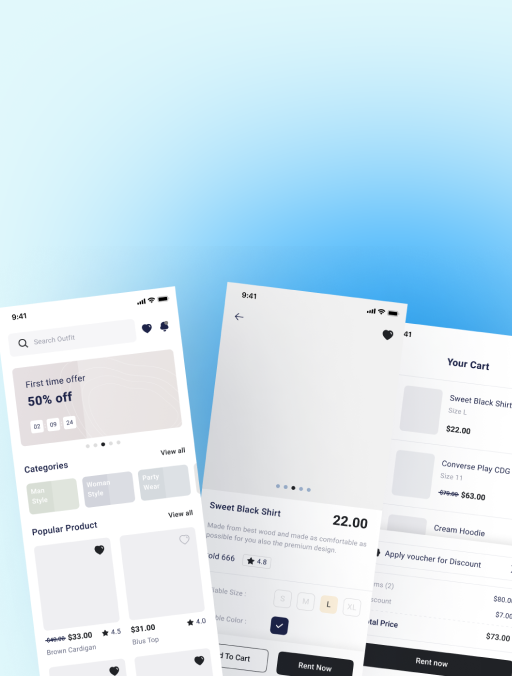 9:41
Search Outfit
First time offer
50% off
02 09 24
Categories
View all
Man
Style
Woman
Style
Party
Wear
Popular Product
View all
$40.00 $33.00
4.5
Brown Cardigan
$31.00
4.0
Blue Top
9:41
Sweet Black Shirt
22.00
Made from best wood and made as comfortable as
possible for you also the premium design.
old 666
4.8
lable Size :
S M L XL
ble Color :
d To Cart
Rent Now
41
Your Cart
Sweet Black Shirt
Size L
$22.00
Converse Play CDG
Size 11
$70.00 $63.00
Cream Hoodie
Apply voucher for Discount
ms (2)
$80.00
scount
$7.00
tal Price
$73.00
Rent now